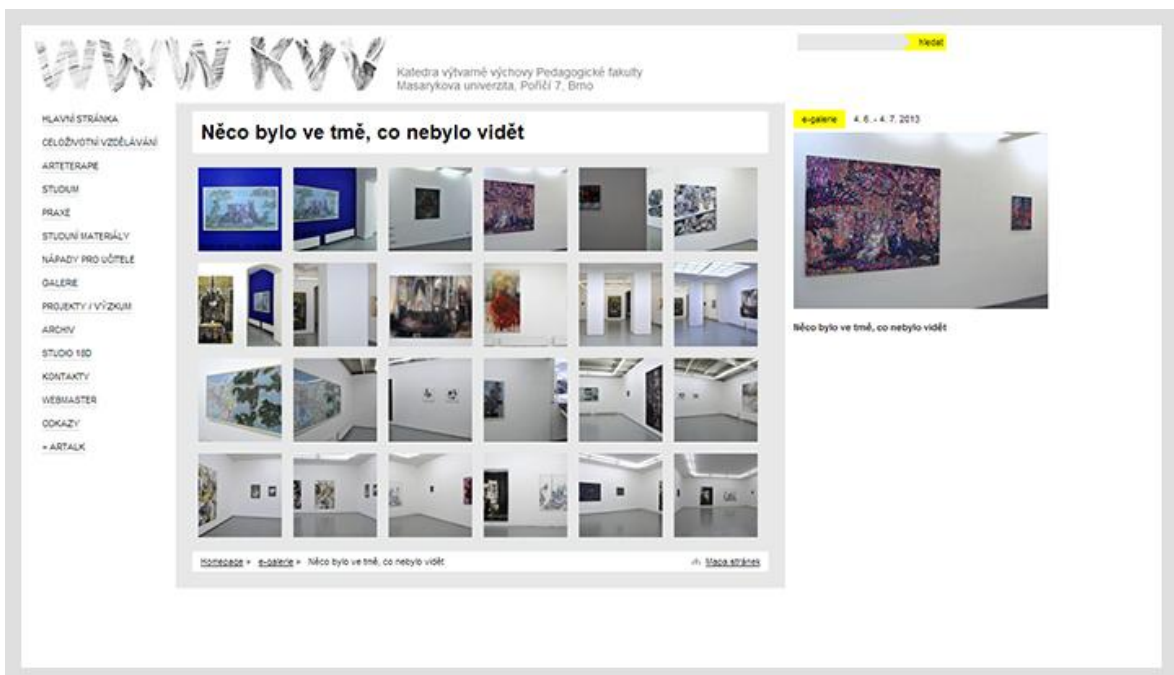 WWW KVV
Katedra výtvarné výchovy Pedagogické fakulty
Masarykova univerzita, Poříčí 7, Brno
hledat
HLAVNÍ STRÁNKA
CELOŽIVOTNÍ VZDĚLÁVÁNÍ
ARTETERAPIE
STUDIUM
PRAXE
STUDIJNÍ MATERIÁLY
NÁPADY PRO UČITELE
GALERIE
PROJEKTY / VÝZKUM
ARCHIV
STUDIO 18D
KONTAKTY
WEBMASTER
ODKAZY
» ARTALK
Něco bylo ve tmě, co nebylo vidět
Homepage » e-galerie » Něco bylo ve tmě, co nebylo vidět
Mapa stránek
e-galerie 4. 6. - 4. 7. 2013
Něco bylo ve tmě, co nebylo vidět